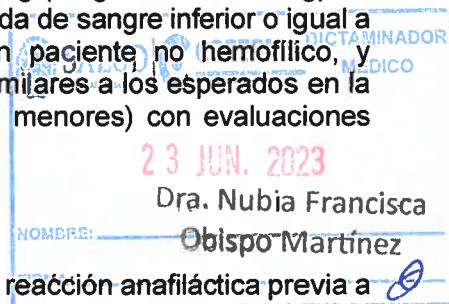 da de sangre inferior o igual a
n paciente no hemofílico, y
DICTAMINADOR
MÉDICO
milares a los esperados en la
menores) con evaluaciones
23 JUN. 2023
Dra. Nubia Francisca
NOMBRE: Obispo Martínez
reacción anafiláctica previa a